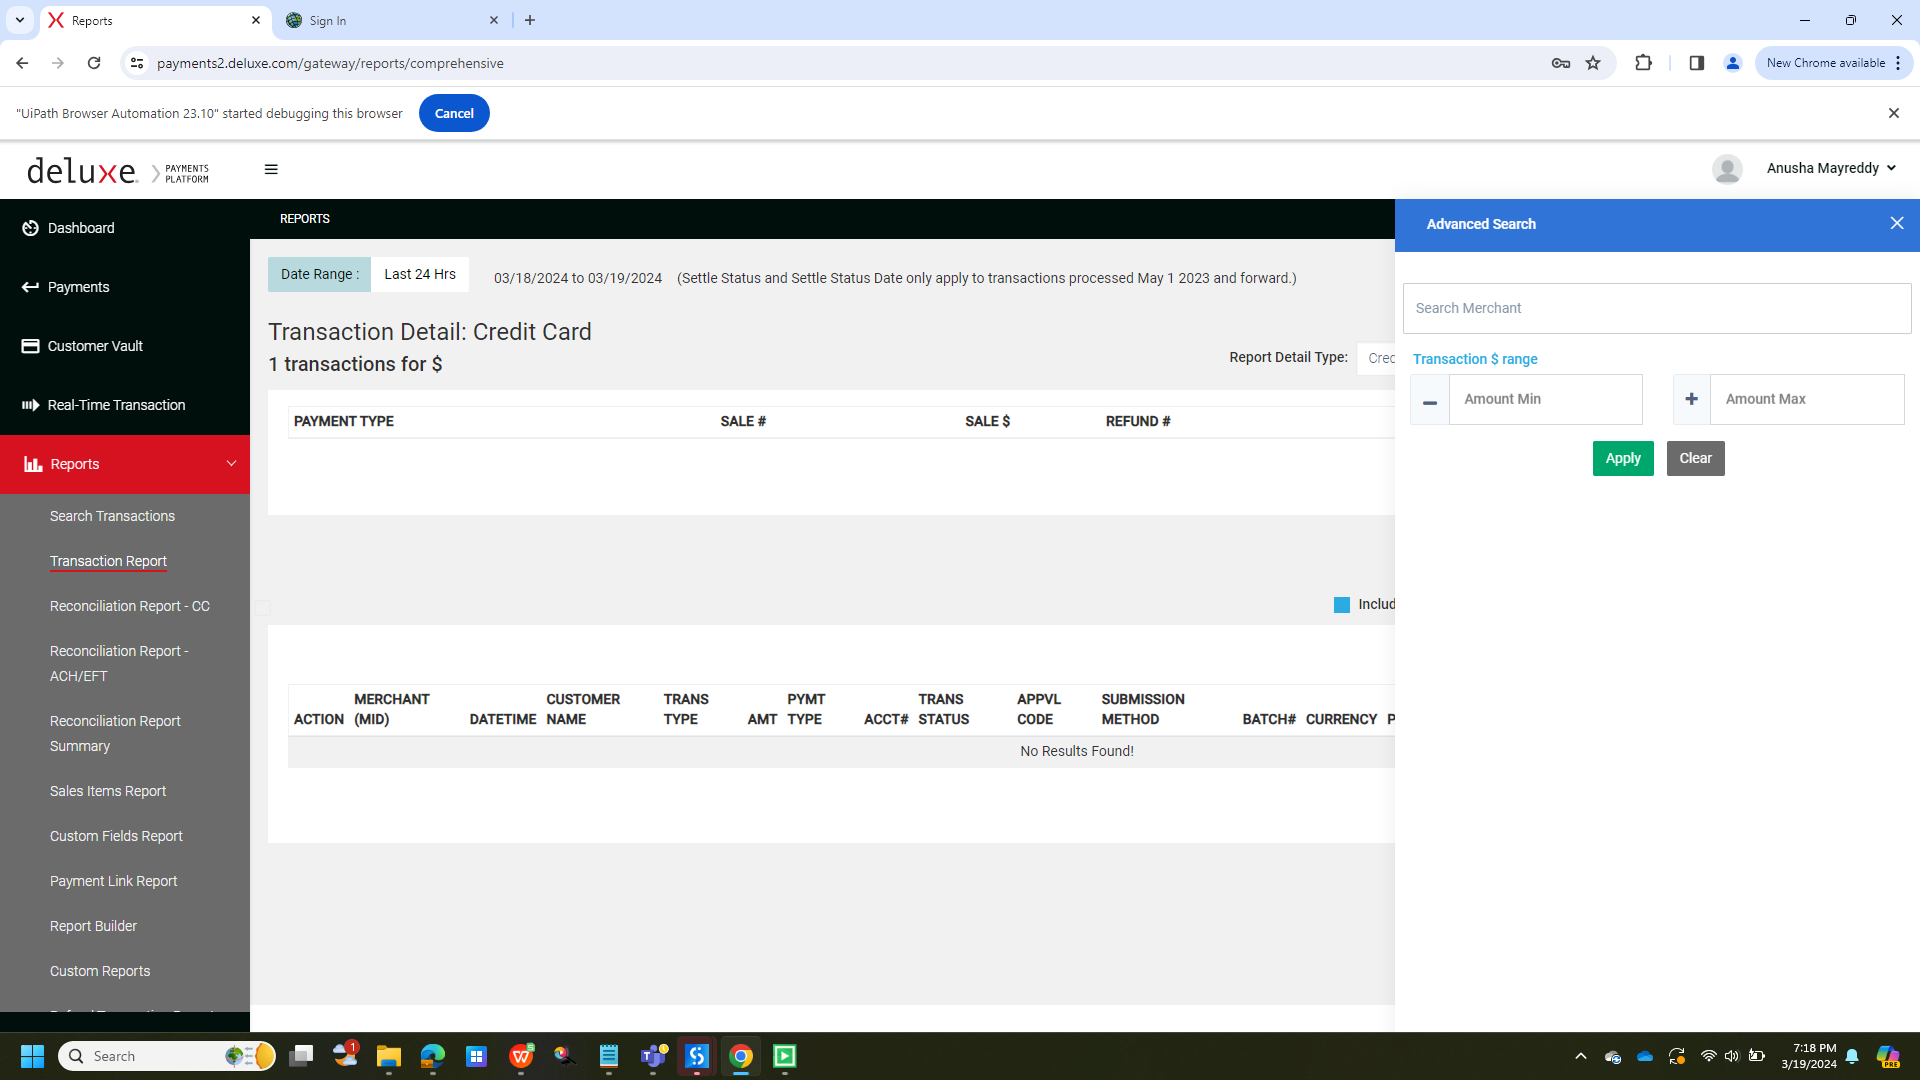 Reports
Sign In
payments2.deluxe.com/gateway/reports/comprehensive
New Chrome available
"UiPath Browser Automation 23.10" started debugging this browser
Cancel
deluxe. PAYMENTS PLATFORM
Anusha Mayreddy
Dashboard
Payments
Customer Vault
Real-Time Transaction
Reports
Search Transactions
Transaction Report
Reconciliation Report - CC
Reconciliation Report -
ACH/EFT
Reconciliation Report
Summary
Sales Items Report
Custom Fields Report
Payment Link Report
Report Builder
Custom Reports
REPORTS
Date Range : Last 24 Hrs 03/18/2024 to 03/19/2024 (Settle Status and Settle Status Date only apply to transactions processed May 1 2023 and forward.)
Transaction Detail: Credit Card
1 transactions for $
Report Detail Type: Cred
PAYMENT TYPE SALE # SALE $ REFUND #
Includ
ACTION MERCHANT (MID) DATETIME CUSTOMER NAME TRANS TYPE AMT PYMT TYPE ACCT# TRANS STATUS APPVL CODE SUBMISSION METHOD BATCH# CURRENCY P
No Results Found!
Advanced Search
Search Merchant
Transaction $ range
Amount Min
Amount Max
Apply Clear
Search
1
7:18 PM
3/19/2024
PRE